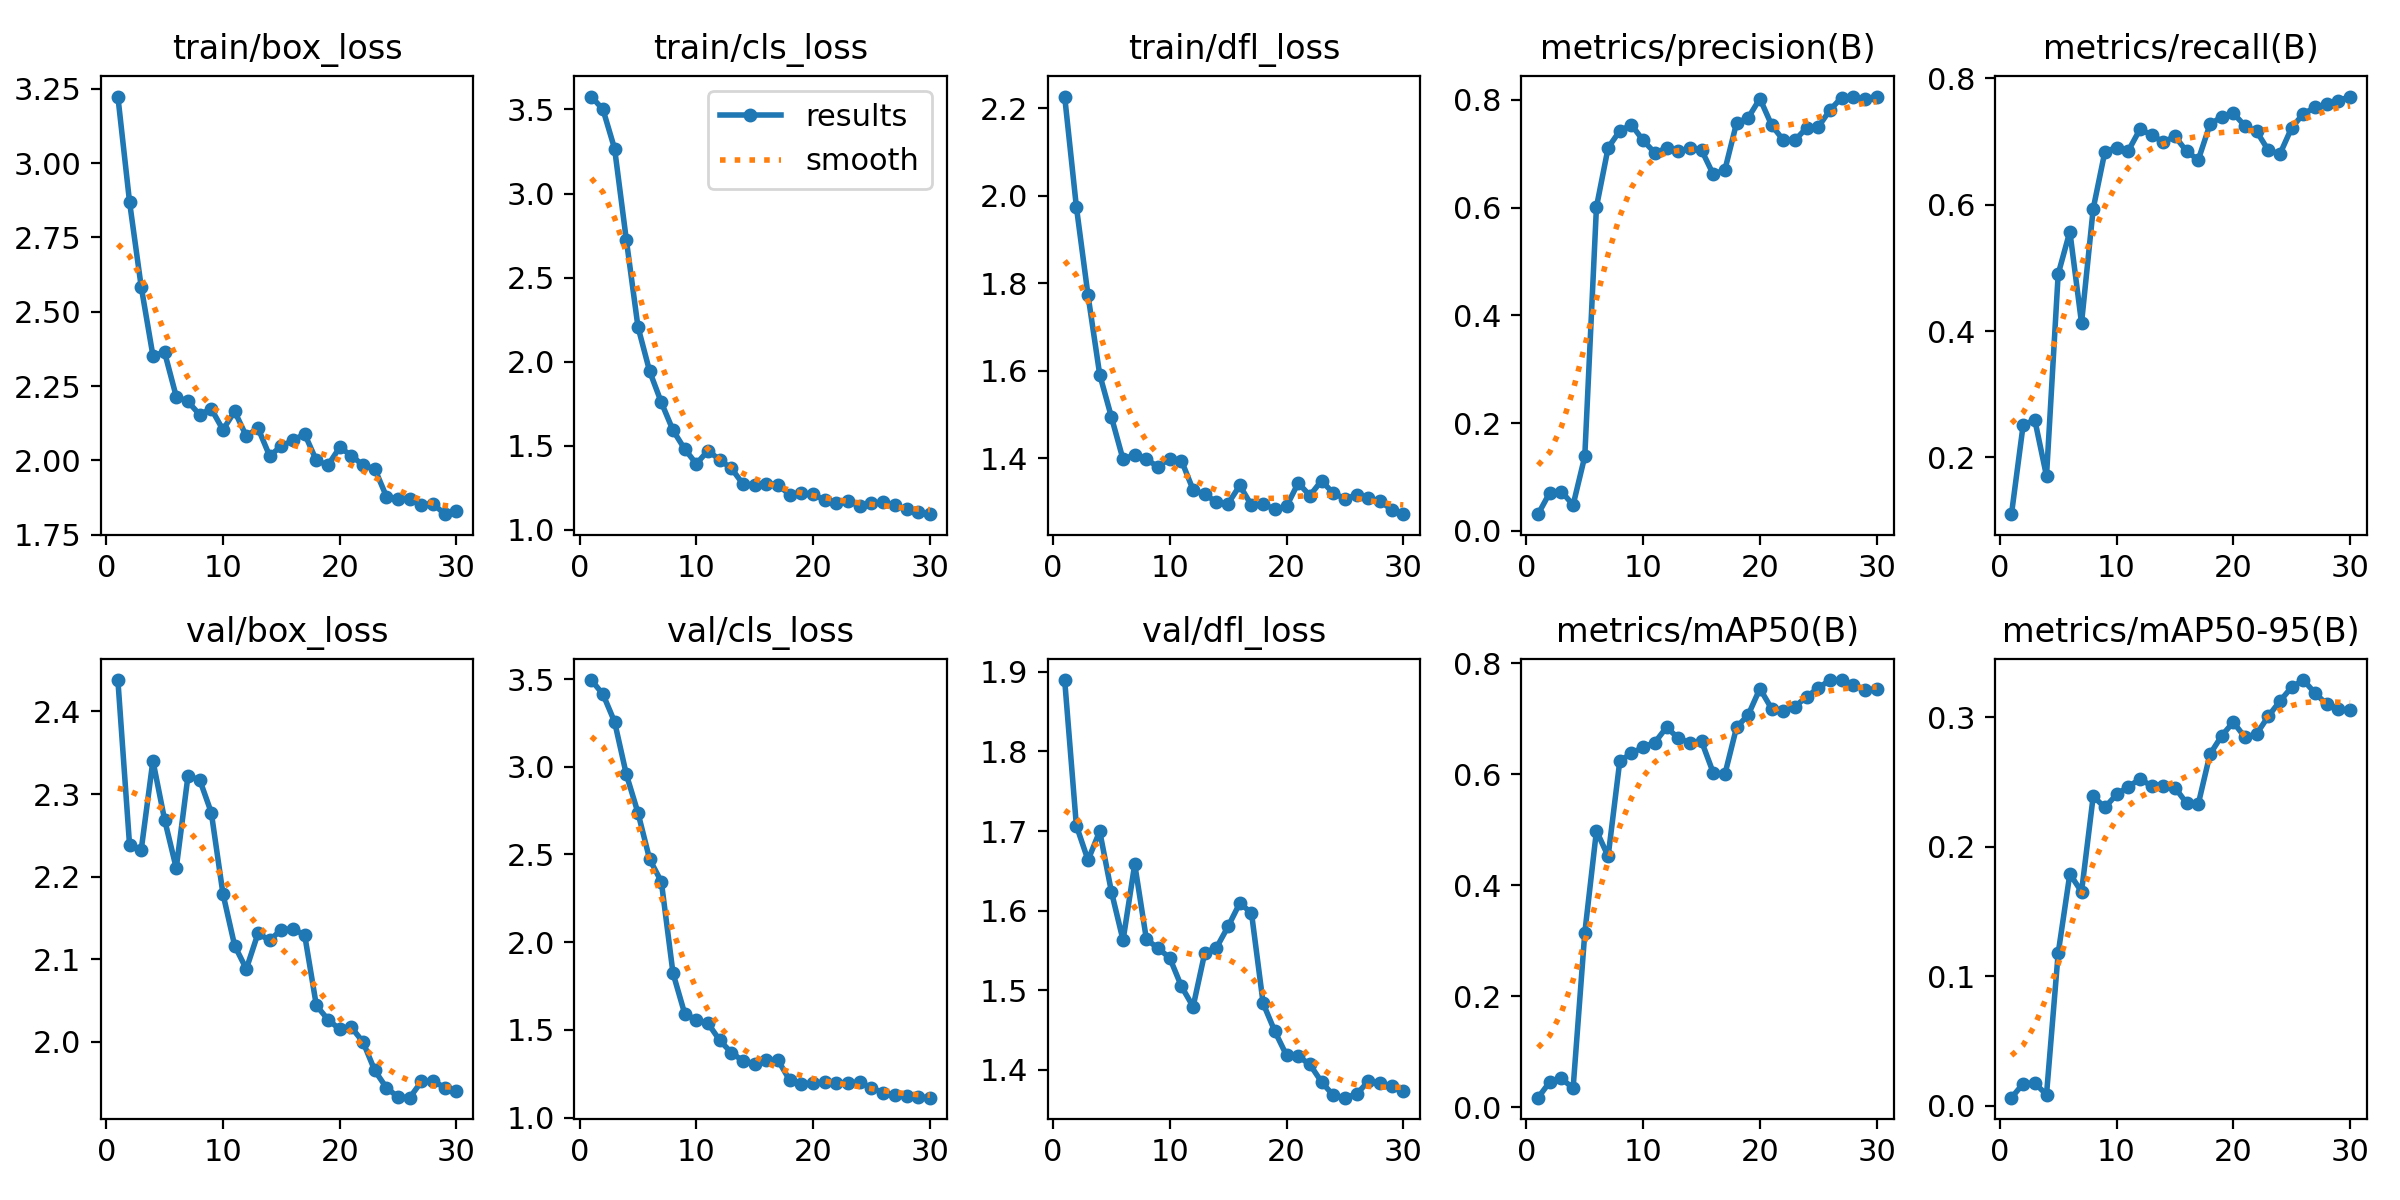 train/box_loss
3.25
3.00
2.75
2.50
2.25
2.00
1.75
0 10 20 30
train/cls_loss
results
smooth
3.5
3.0
2.5
2.0
1.5
1.0
0 10 20 30
train/dfl_loss
2.2
2.0
1.8
1.6
1.4
0 10 20 30
metrics/precision(B)
0.8
0.6
0.4
0.2
0.0
0 10 20 30
metrics/recall(B)
0.8
0.6
0.4
0.2
0 10 20 30
val/box_loss
2.4
2.3
2.2
2.1
2.0
0 10 20 30
val/cls_loss
3.5
3.0
2.5
2.0
1.5
1.0
0 10 20 30
val/dfl_loss
1.9
1.8
1.7
1.6
1.5
1.4
0 10 20 30
metrics/mAP50(B)
0.8
0.6
0.4
0.2
0.0
0 10 20 30
metrics/mAP50-95(B)
0.3
0.2
0.1
0.0
0 10 20 30